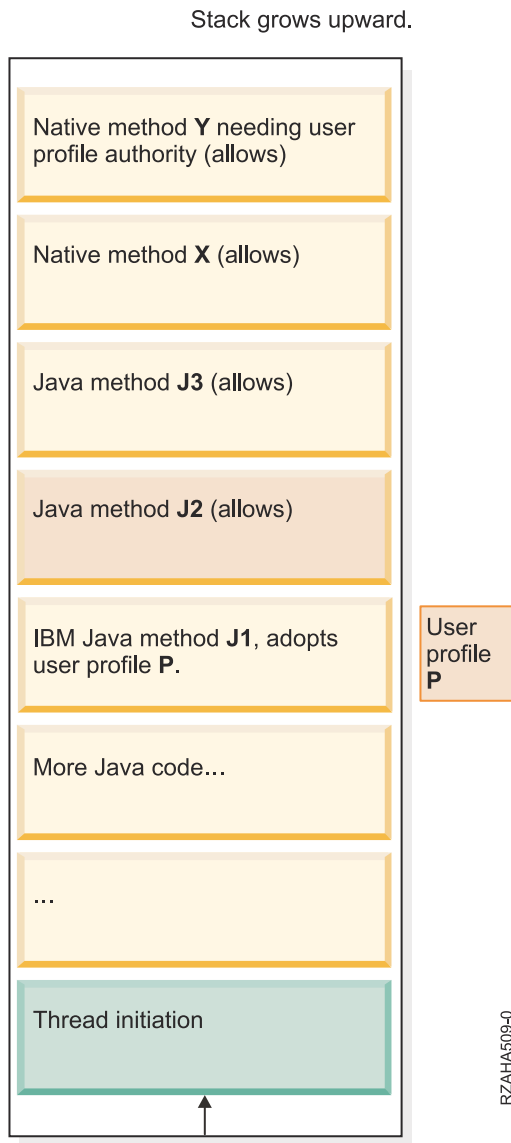 Stack grows upward.
Native method Y needing user
profile authority (allows)
Native method X (allows)
Java method J3 (allows)
Java method J2 (allows)
IBM Java method J1, adopts
user profile P.
User
profile
P
More Java code...
...
Thread initiation
RZAHA509-0